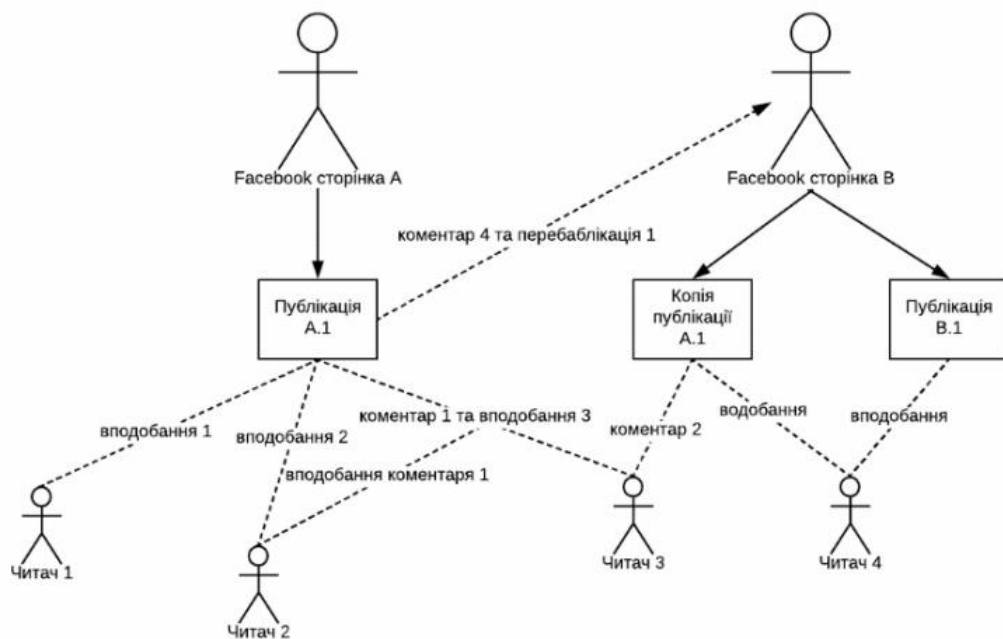 Facebook сторінка A
Facebook сторінка B
коментар 4 та перебаблікація 1
Публікація
A.1
Копія
публікації
A.1
Публікація
B.1
вподобання 1
вподобання 2
коментар 1 та вподобання 3
коментар 2
водобання
вподобання
вподобання коментаря 1
Читач 1
Читач 2
Читач 3
Читач 4